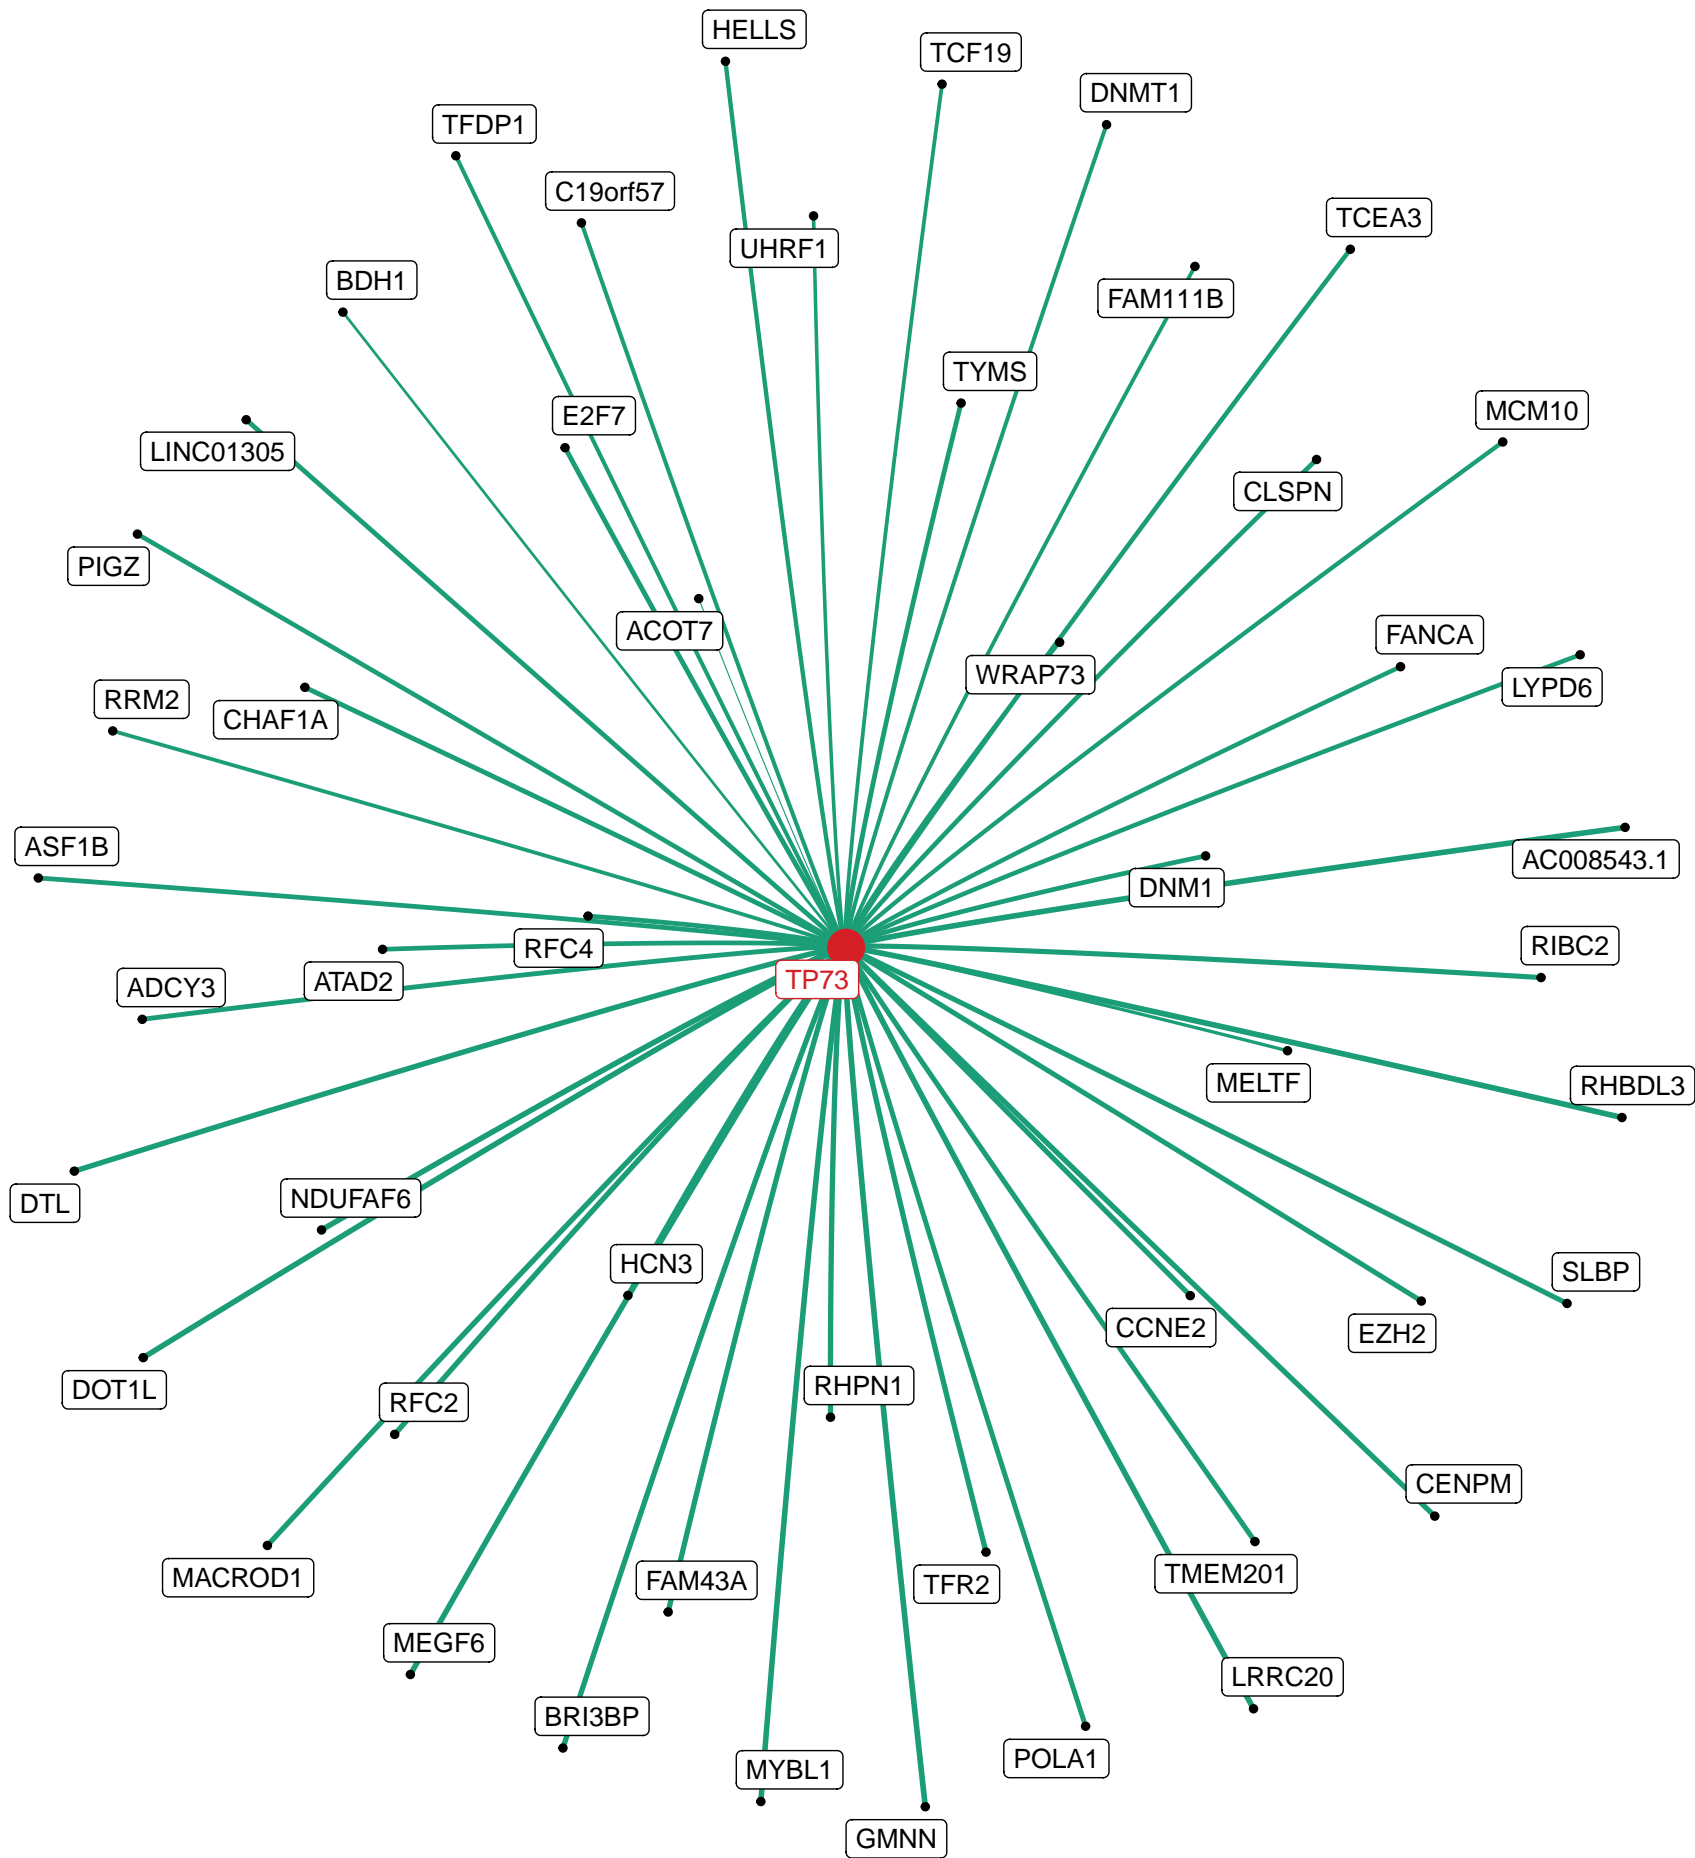 HELLS
TCF19
DNMT1
TFDP1
C19orf57
TCEA3
UHRF1
BDH1
FAM111B
TYMS
MCM10
E2F7
LINC01305
CLSPN
PIGZ
ACOT7
FANCA
WRAP73
LYPD6
RRM2
CHAF1A
ASF1B
AC008543.1
DNM1
RIBC2
RFC4
TP73
ATAD2
ADCY3
MELTF
RHBDL3
NDUFAF6
DTL
HCN3
SLBP
CCNE2
EZH2
RHPN1
DOT1L
RFC2
CENPM
TMEM201
MACROD1
FAM43A
TFR2
MEGF6
LRRC20
BRI3BP
POLA1
MYBL1
GMNN